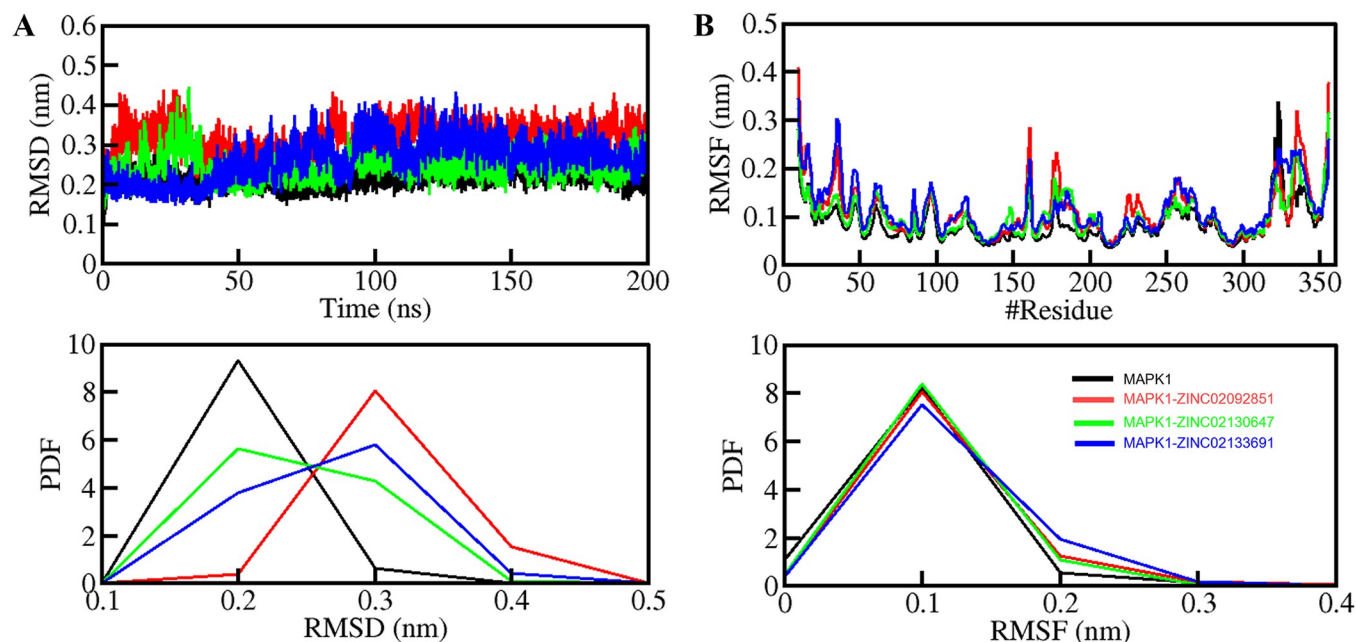 A
0.6
0.5
0.4
0.3
0.2
0.1
0
RMSD (nm)
0 50 100 150 200
Time (ns)
B
0.5
0.4
0.3
0.2
0.1
0
RMSF (nm)
0 50 100 150 200 250 300 350
#Residue
10
8
6
4
2
0
PDF
0.1 0.2 0.3 0.4 0.5
RMSD (nm)
10
8
6
4
2
0
PDF
MAPK1
MAPK1-ZINC02092851
MAPK1-ZINC02130647
MAPK1-ZINC02133691
0 0.1 0.2 0.3 0.4
RMSF (nm)